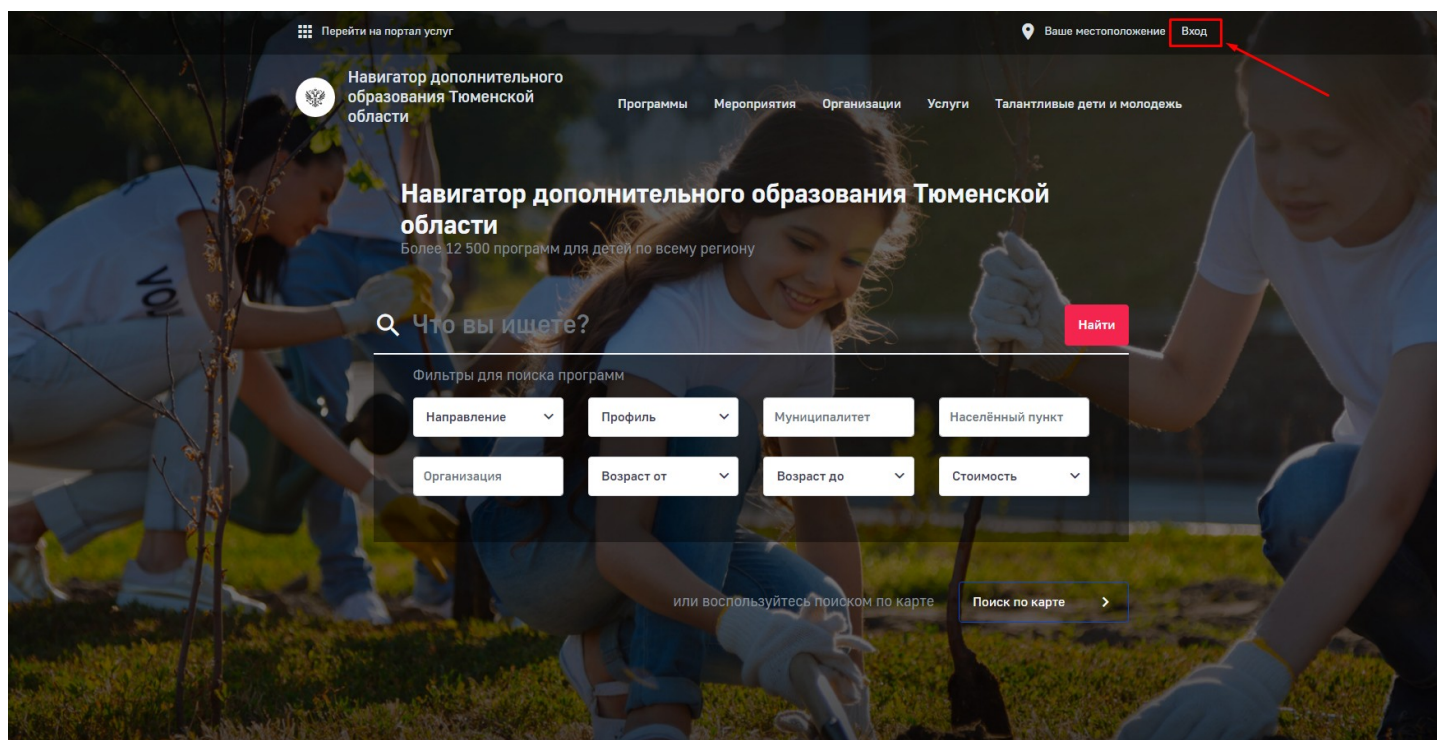 Перейти на портал услуг
Ваше местоположение Вход
Навигатор дополнительного
образования Тюменской
области
Программы Мероприятия Организации Услуги Талантливые дети и молодежь
Навигатор дополнительного образования Тюменской
области
Более 12 500 программ для детей по всему региону
Что вы ищете?
Найти
Фильтры для поиска программ
Направление Профиль Муниципалитет Населённый пункт
Организация Возраст от Возраст до Стоимость
или воспользуйтесь поиском по карте Поиск по карте
VOU